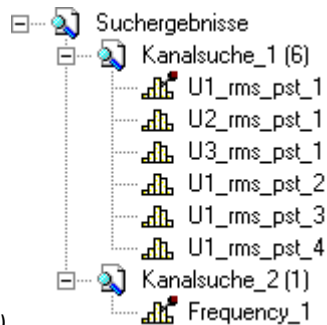 Suchergebnisse
Kanalsuche_1 (6)
U1_rms_pst_1
U2_rms_pst_1
U3_rms_pst_1
U1_rms_pst_2
U1_rms_pst_3
U1_rms_pst_4
Kanalsuche_2 (1)
Frequency_1
)